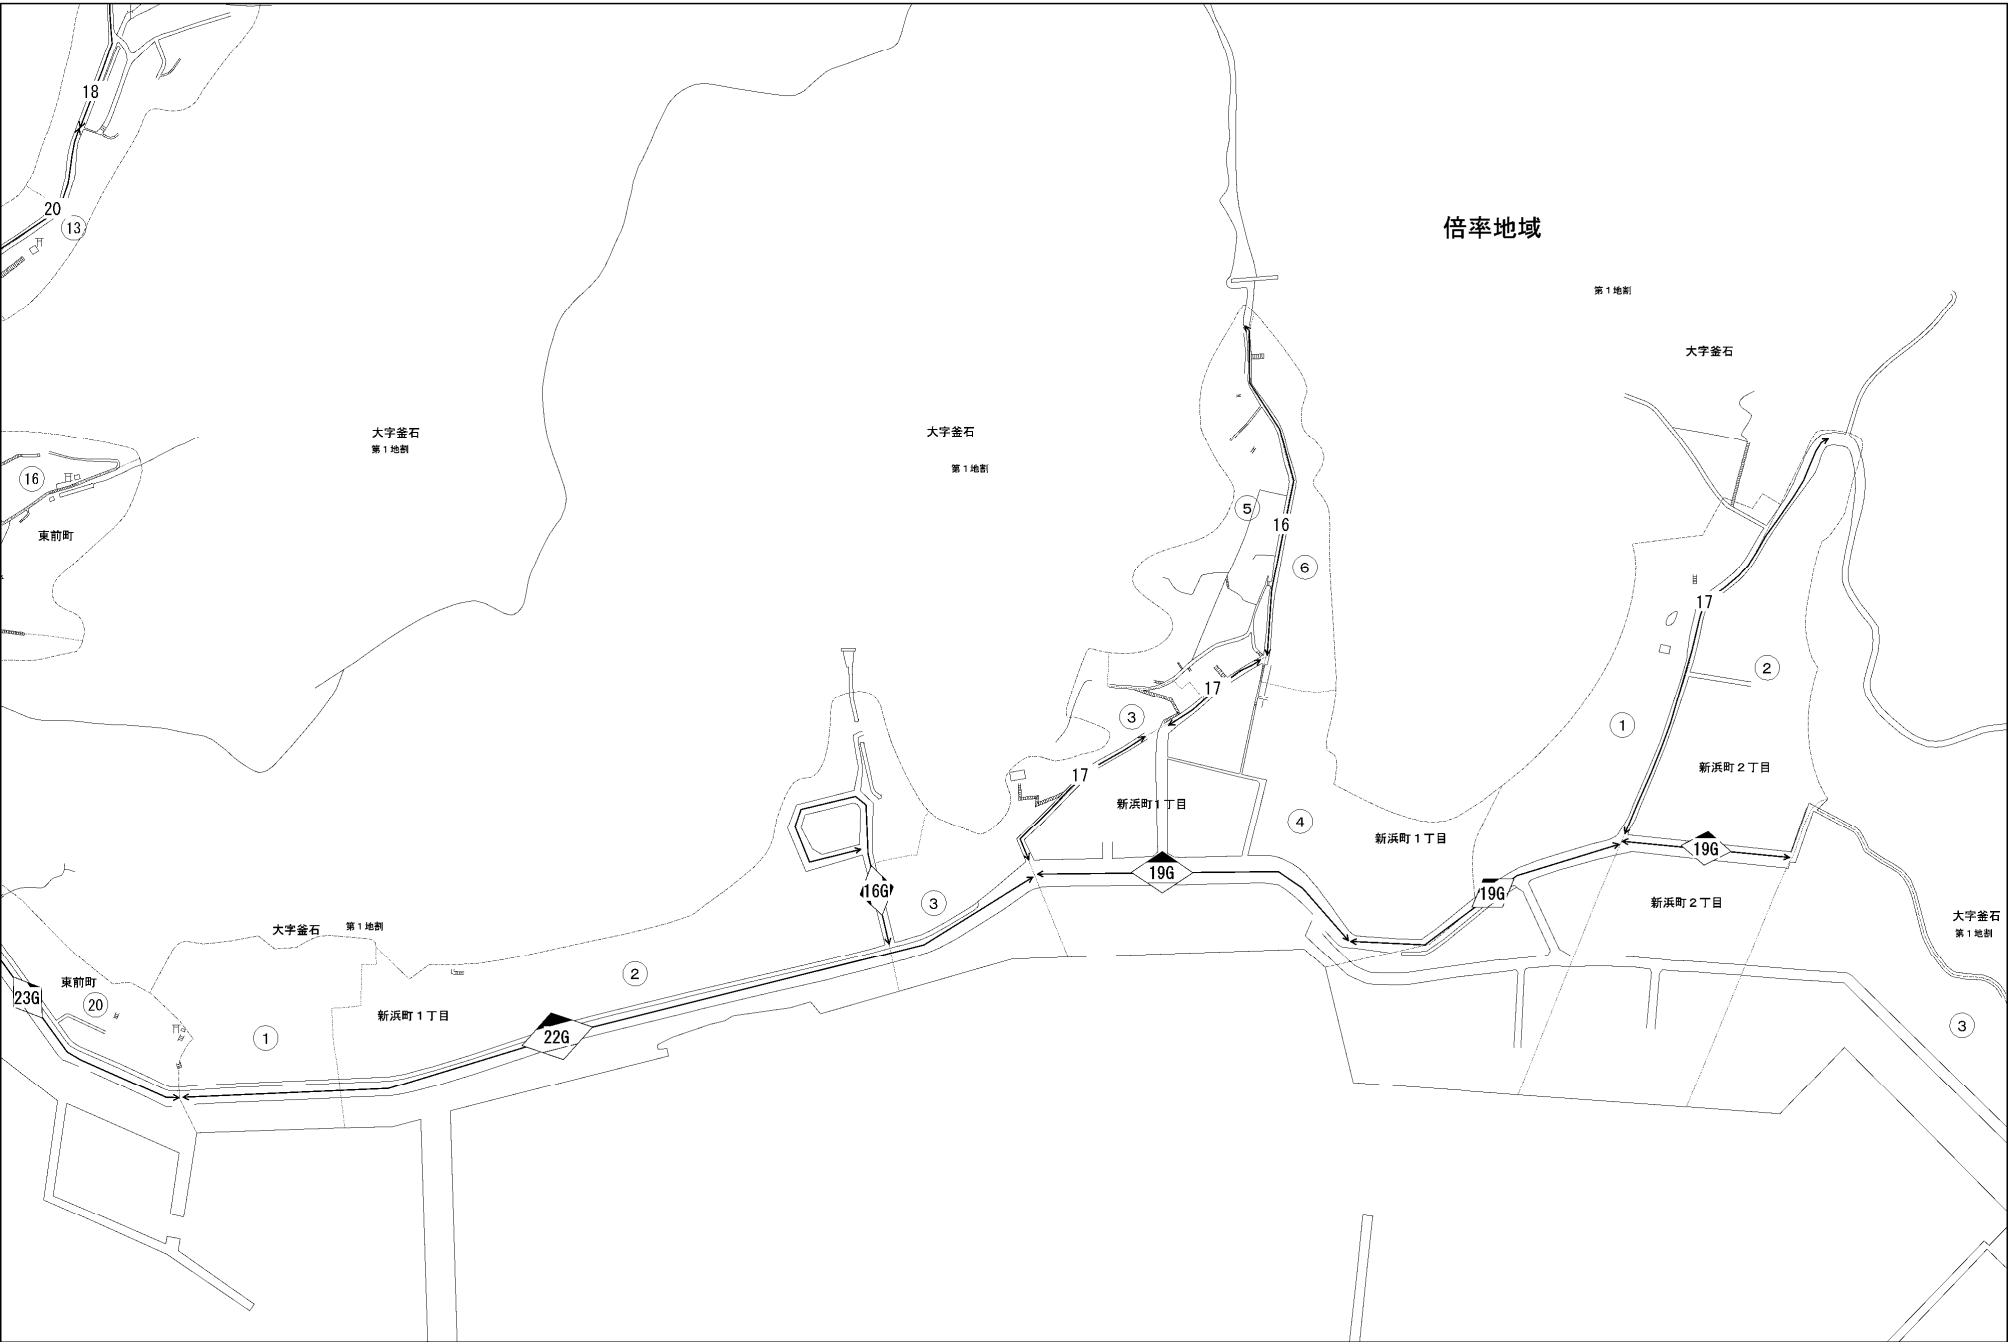 18
20
13
倍率地域
第1地割
大字釜石
大字釜石
第1地割
大字釜石
第1地割
16
東前町
5
16
6
17
2
17
3
1
17
新浜町2丁目
新浜町1丁目
4
新浜町1丁目
19G
19G
16G
19G
3
新浜町2丁目
大字釜石
第1地割
大字釜石
第1地割
2
東前町
23G
20
新浜町1丁目
22G
1
3